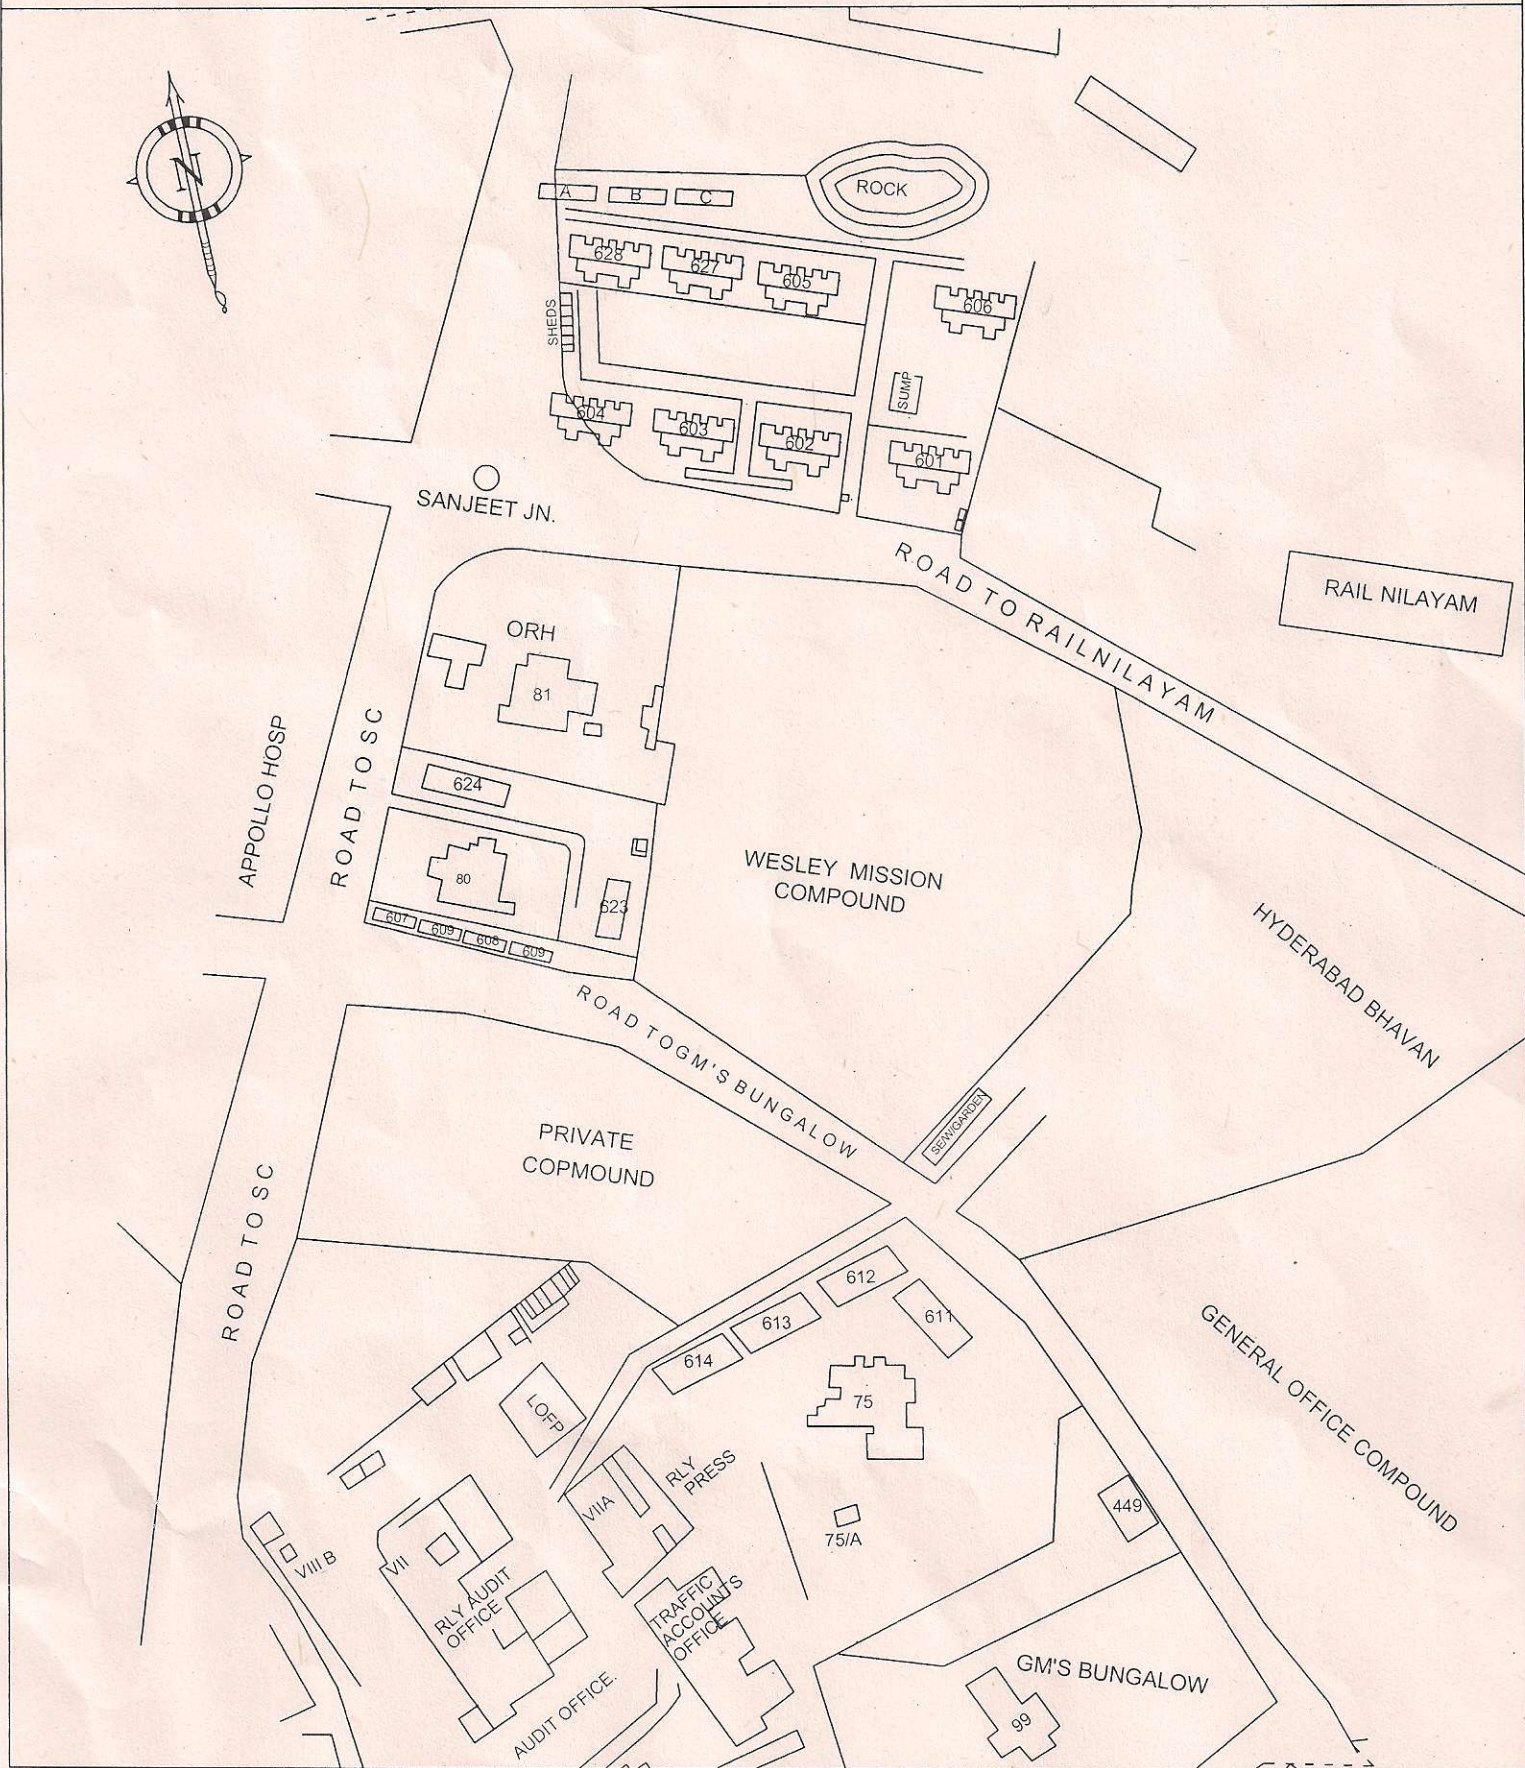 N
ROCK
A
B
C
628
627
605
606
SHEDS
SUMP
604
603
602
601
SANJEET JN.
ROAD TO RAILNILAYAM
RAIL NILAYAM
ORH
81
APPOLLO HOSP
ROAD TO SC
624
80
623
607
609
608
609
WESLEY MISSION
COMPOUND
HYDERABAD BHAVAN
ROAD TOGM'S BUNGALOW
SE/W/GARDEN
PRIVATE
COPMOUND
ROAD TO SC
612
611
613
614
75
GENERAL OFFICE COMPOUND
LOFP
RLY
PRESS
VIIA
449
75/A
VIII B
VII
RLY AUDIT
OFFICE
TRAFFIC
ACCOUNTS
OFFICE
AUDIT OFFICE.
GM'S BUNGALOW
99